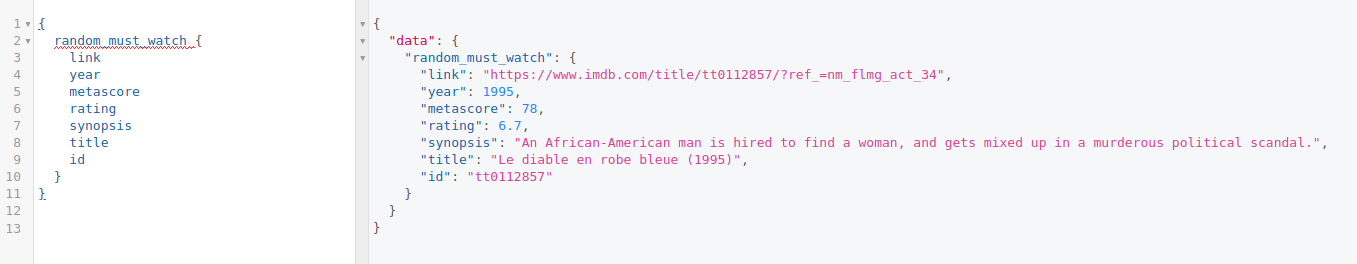 1 {
2 random_must_watch {
3 link
4 year
5 metascore
6 rating
7 synopsis
8 title
9 id
10 }
11 }
12
13
{
"data": {
"random_must_watch": {
"link": "https://www.imdb.com/title/tt0112857/?ref_=nm_flmg_act_34",
"year": 1995,
"metascore": 78,
"rating": 6.7,
"synopsis": "An African-American man is hired to find a woman, and gets mixed up in a murderous political scandal.",
"title": "Le diable en robe bleue (1995)",
"id": "tt0112857"
}
}
}